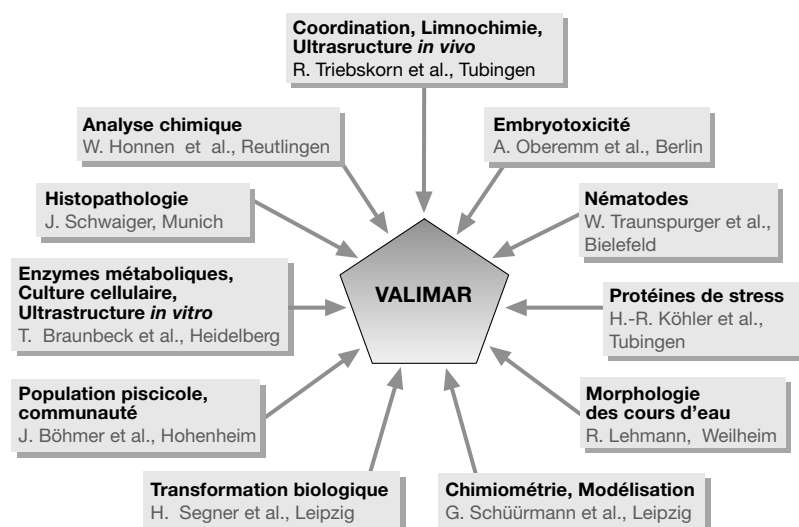 Coordination, Limnochimie,
Ultrasructure in vivo
R. Triebskorn et al., Tubingen
Analyse chimique
W. Honnen et al., Reutlingen
Embryotoxicité
A. Oberemm et al., Berlin
Histopathologie
J. Schwaiger, Munich
Nématodes
W. Traunspurger et al.,
Bielefeld
Enzymes métaboliques,
Culture cellulaire,
Ultrastructure in vitro
T. Braunbeck et al., Heidelberg
VALIMAR
Protéines de stress
H.-R. Köhler et al.,
Tubingen
Population piscicole,
communauté
J. Böhmer et al., Hohenheim
Morphologie
des cours d'eau
R. Lehmann, Weilheim
Transformation biologique
H. Segner et al., Leipzig
Chimiométrie, Modélisation
G. Schüürmann et al., Leipzig